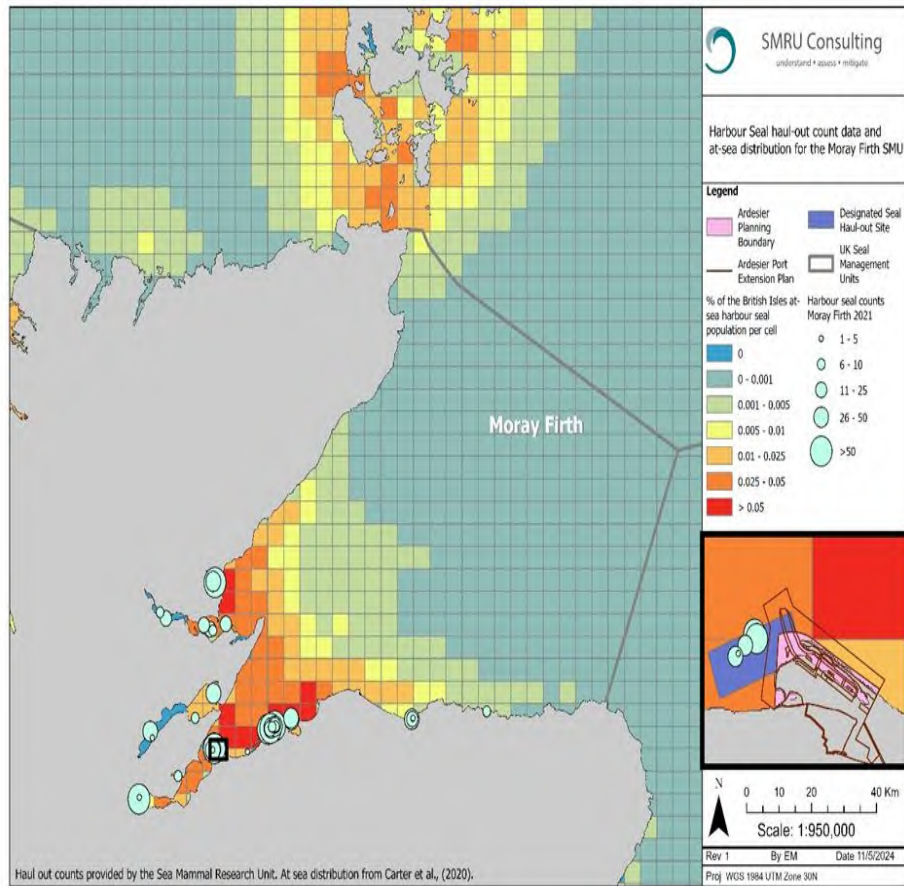 SMRU Consulting
understand • assess • mitigate
Harbour Seal haul-out count data and
at-sea distribution for the Moray Firth SMU
Legend
Ardesier
Planning
Boundary
Ardesier Port
Extension Plan
Designated Seal
Haul-out Site
UK Seal
Management
Units
% of the British Isles at-
sea harbour seal
population per cell
0
0 - 0,001
0.001 - 0.005
0.005 - 0.01
0.01 - 0.025
0.025 - 0.05
> 0.05
Harbour seal counts
Moray Firth 2021
1 - 5
6 - 10
11 - 25
26 - 50
>50
Moray Firth
N
0 10 20 40 Km
Scale: 1:950,000
Rev 1 By EM Date 11/5/2024
Proj WGS 1984 UTM Zone 30N
Haul out counts provided by the Sea Mammal Research Unit. At sea distribution from Carter et al., (2020).